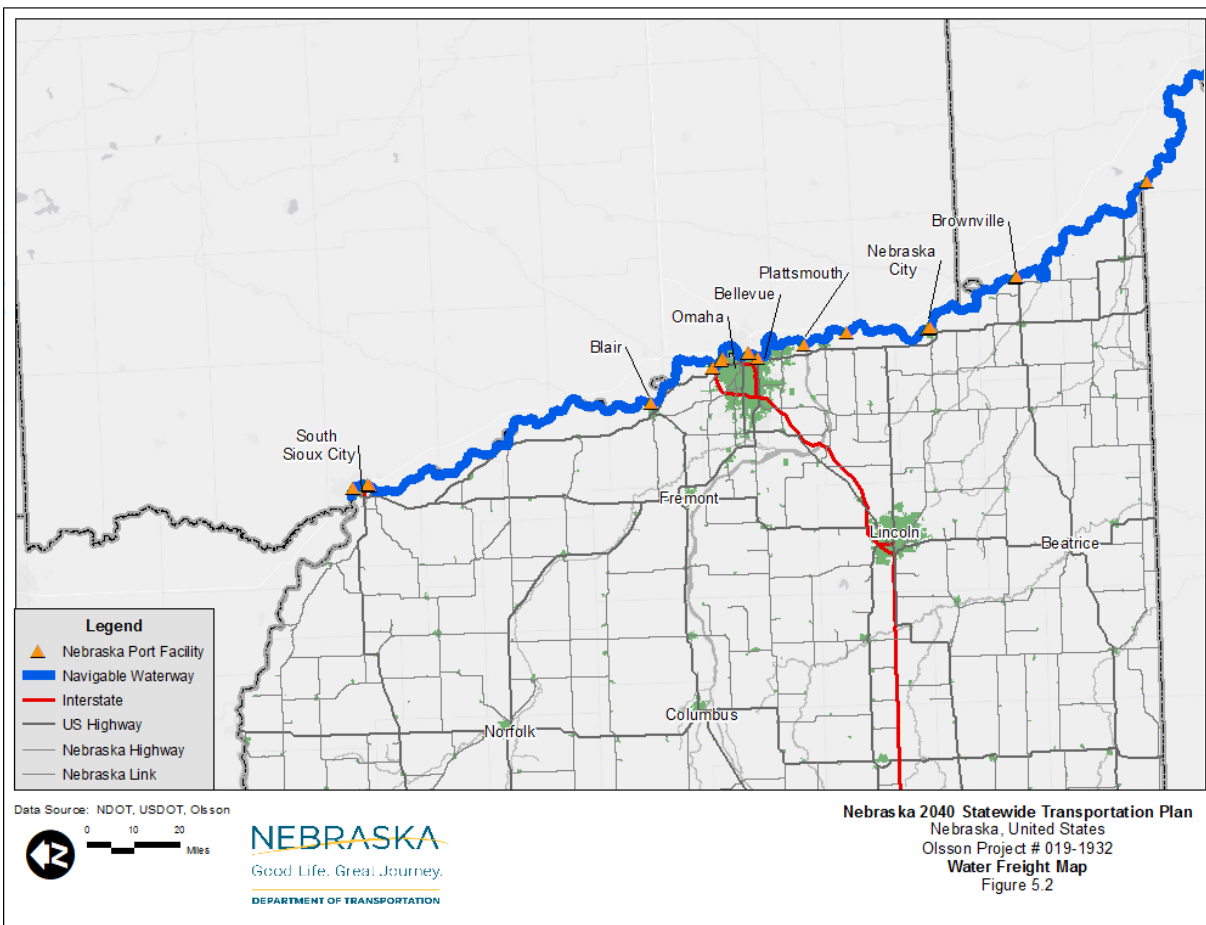 Brownville
Nebraska
City
Plattsmouth
Bellevue
Omaha
Blair
South
Sioux City
Fremont
Lincoln
Beatrice
Columbus
Norfolk
Legend
Nebraska Port Facility
Navigable Waterway
Interstate
US Highway
Nebraska Highway
Nebraska Link
Data Source: NDOT, USDOT, Olsson
N
0 10 20
Miles
NEBRASKA
Good Life. Great Journey.
DEPARTMENT OF TRANSPORTATION
Nebraska 2040 Statewide Transportation Plan
Nebraska, United States
Olsson Project # 019-1932
Water Freight Map
Figure 5.2